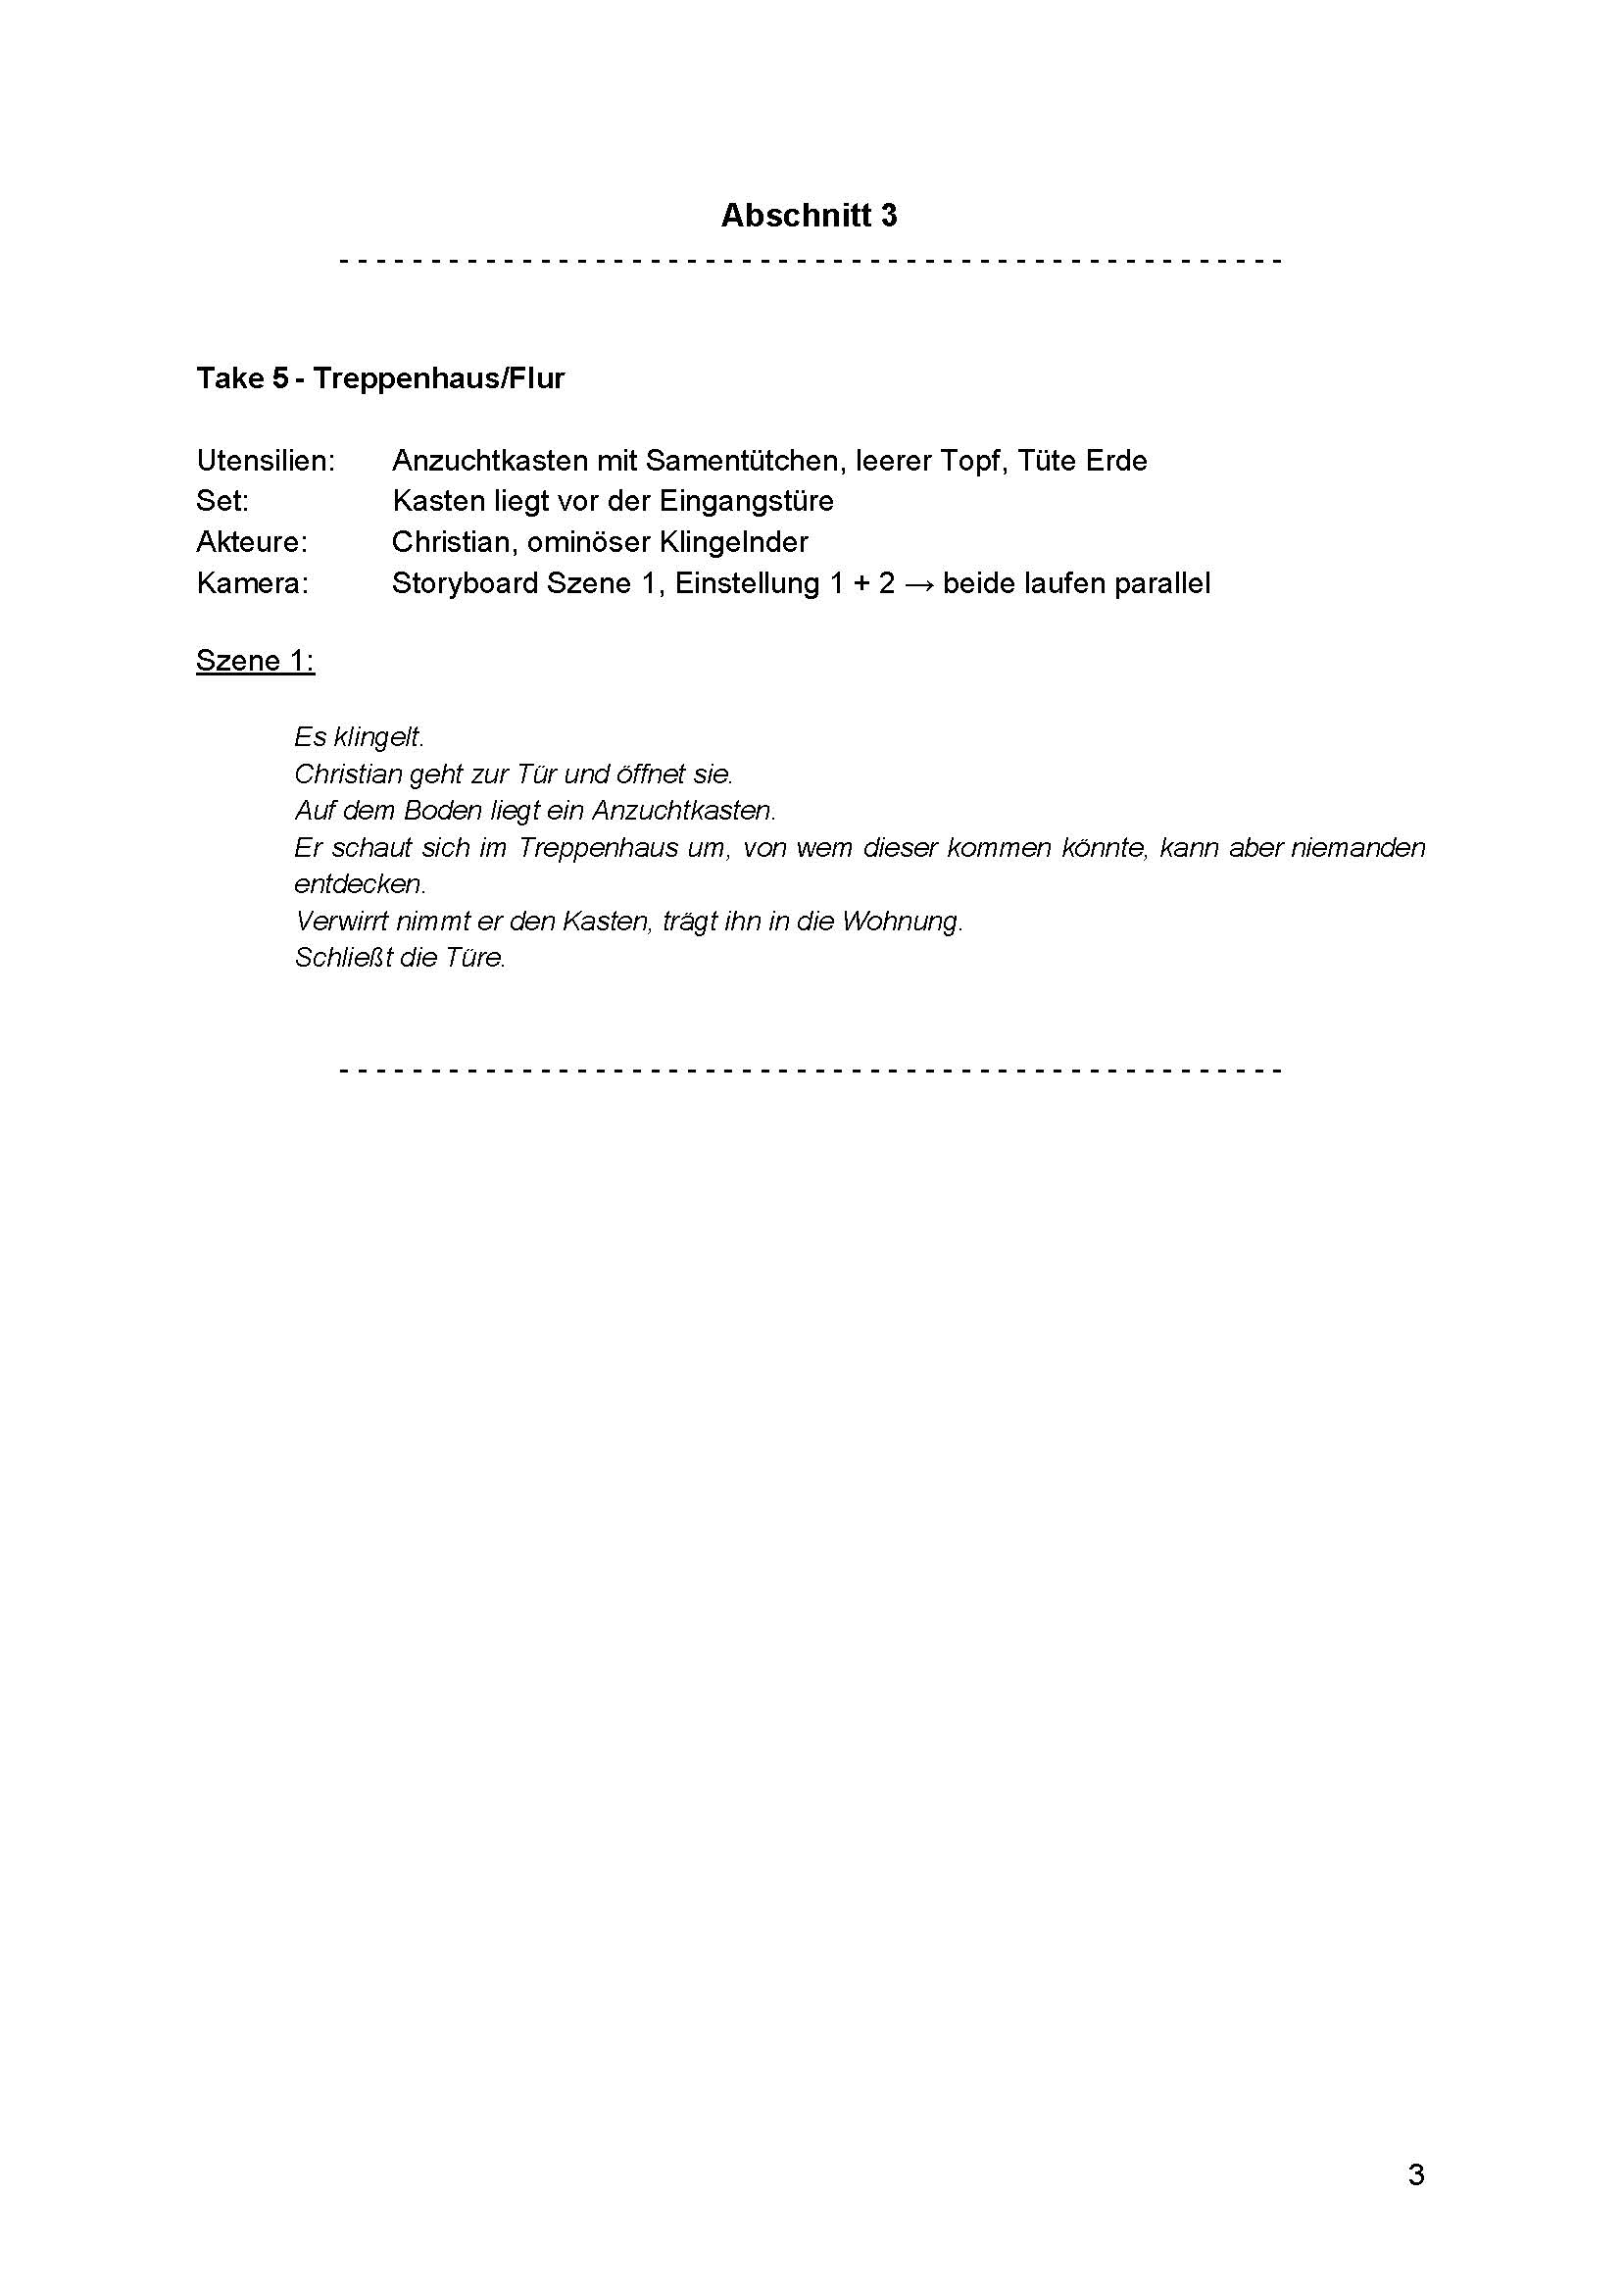 Abschnitt 3
- - - - - - - - - - - - - - - - - - - - - - - - - - - - - - - - - - - - - - - - - - - - - - - - - - - -
Take 5 - Treppenhaus/Flur
Utensilien: Anzuchtkasten mit Samentütchen, leerer Topf, Tüte Erde
Set: Kasten liegt vor der Eingangstüre
Akteure: Christian, ominöser Klingelnder
Kamera: Storyboard Szene 1, Einstellung 1 + 2 → beide laufen parallel
Szene 1:
Es klingelt.
Christian geht zur Tür und öffnet sie.
Auf dem Boden liegt ein Anzuchtkasten.
Er schaut sich im Treppenhaus um, von wem dieser kommen könnte, kann aber niemanden
entdecken.
Verwirrt nimmt er den Kasten, trägt ihn in die Wohnung.
Schließt die Türe.
- - - - - - - - - - - - - - - - - - - - - - - - - - - - - - - - - - - - - - - - - - - - - - - - - - - -
3